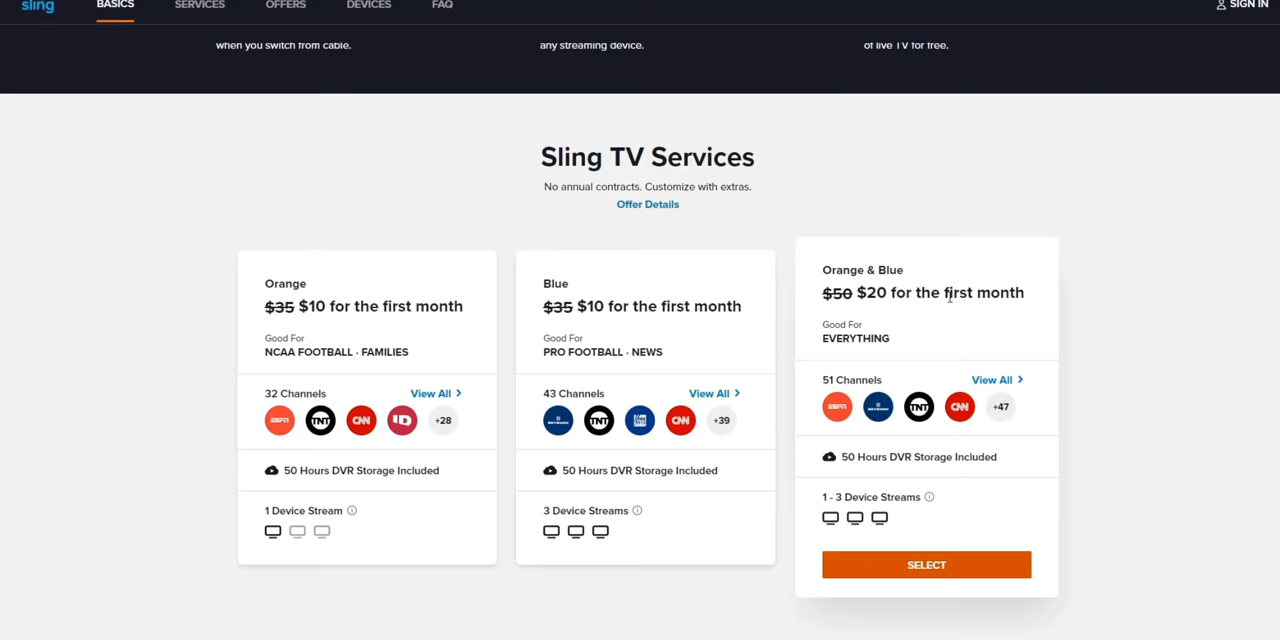 sling
BASICS
SERVICES
OFFERS
DEVICES
FAQ
SIGN IN
when you switch from cable.
any streaming device.
of live TV for free.
Sling TV Services
No annual contracts. Customize with extras.
Offer Details
Orange
$35 $10 for the first month
Good For
NCAA FOOTBALL · FAMILIES
32 Channels
View All >
ESPN
TNT
CNN
ID
+28
50 Hours DVR Storage Included
1 Device Stream
Blue
$35 $10 for the first month
Good For
PRO FOOTBALL · NEWS
43 Channels
View All >
TNT
CNN
+39
50 Hours DVR Storage Included
3 Device Streams
Orange & Blue
$50 $20 for the first month
Good For
EVERYTHING
51 Channels
View All >
ESPN
TNT
CNN
+47
50 Hours DVR Storage Included
1 - 3 Device Streams
SELECT